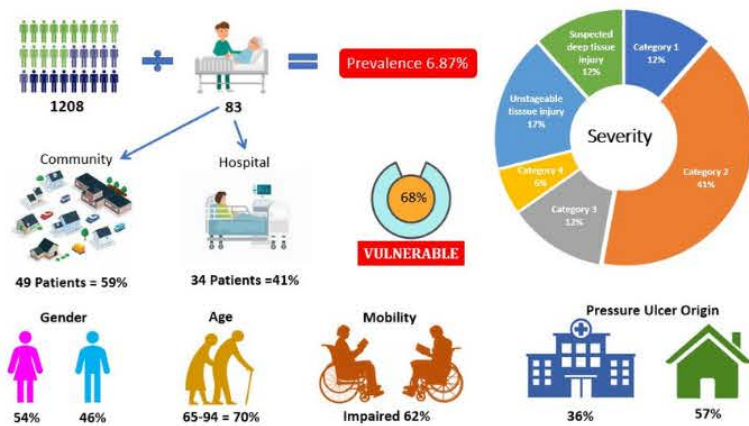 1208
83
Prevalence 6.87%
Suspected
deep tissue
injury
12%
Category 1
12%
Unstageable
tisssue injury
17%
Severity
Category 2
41%
Category 4
6%
Category 3
12%
Community
Hospital
68%
VULNERABLE
49 Patients = 59%
34 Patients =41%
Gender
Age
Mobility
Pressure Ulcer Origin
54%
46%
65-94 = 70%
Impaired 62%
36%
57%